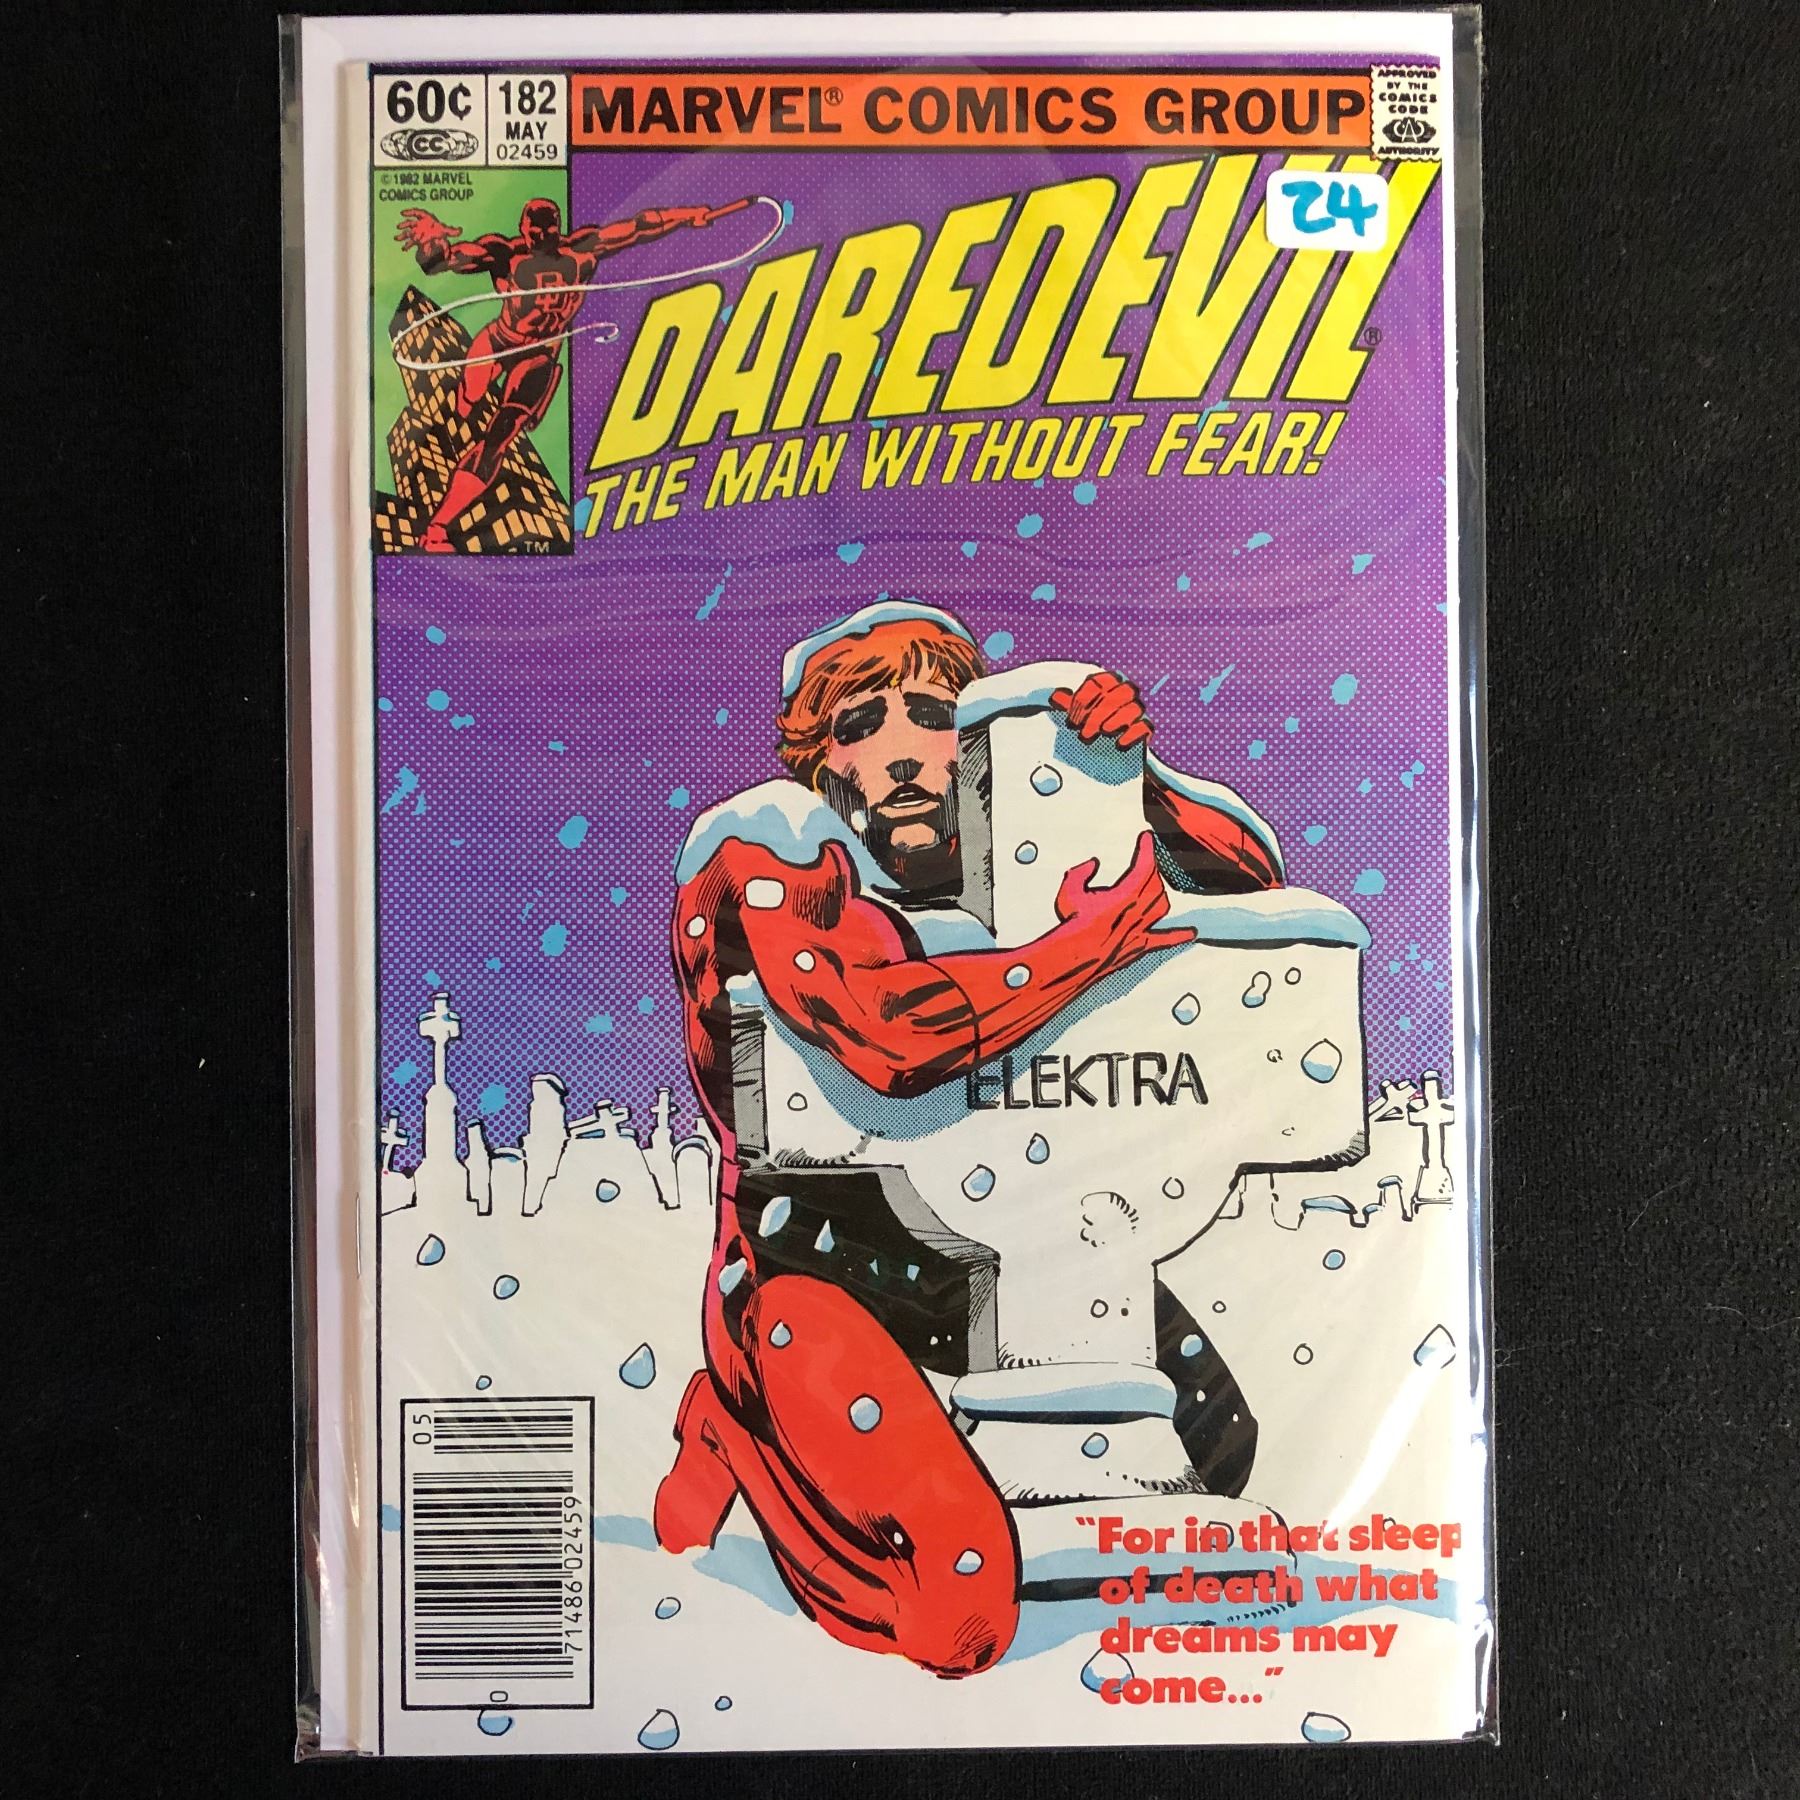 60¢
182
MAY
02459
MARVEL® COMICS GROUP
APPROVED
BY THE
COMICS
CODE
AUTHORITY
CC
© 1982 MARVEL
COMICS GROUP
DD
TM
24
DAREDEVIL®
THE MAN WITHOUT FEAR!
ELEKTRA
"For in that sleep
of death what
dreams may
come..."
05
71486 02459
0